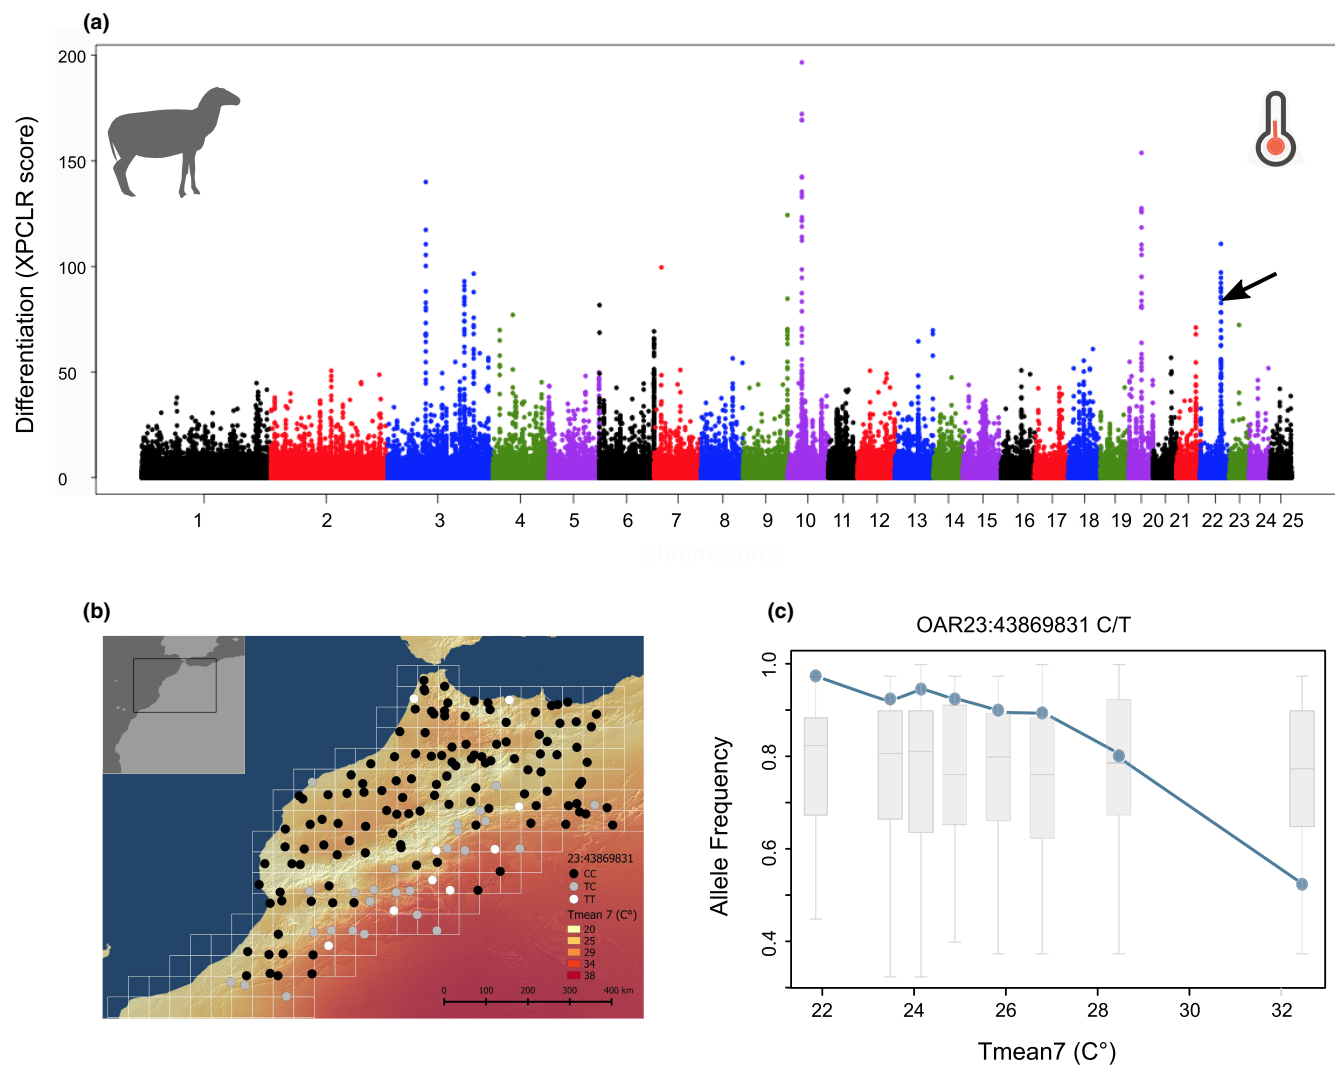 (a)
Differentiation (XPCLR score)
200
150
100
50
0
1 2 3 4 5 6 7 8 9 10 11 12 13 14 15 16 17 18 19 20 21 22 23 24 25
Chromosome
(b)
23:43869831
CC
TC
TT
Tmean 7 (C°)
20
25
29
34
38
0 100 200 300 400 km
(c)
OAR23:43869831 C/T
Allele Frequency
1.0
0.8
0.6
0.4
22 24 26 28 30 32
Tmean7 (C°)